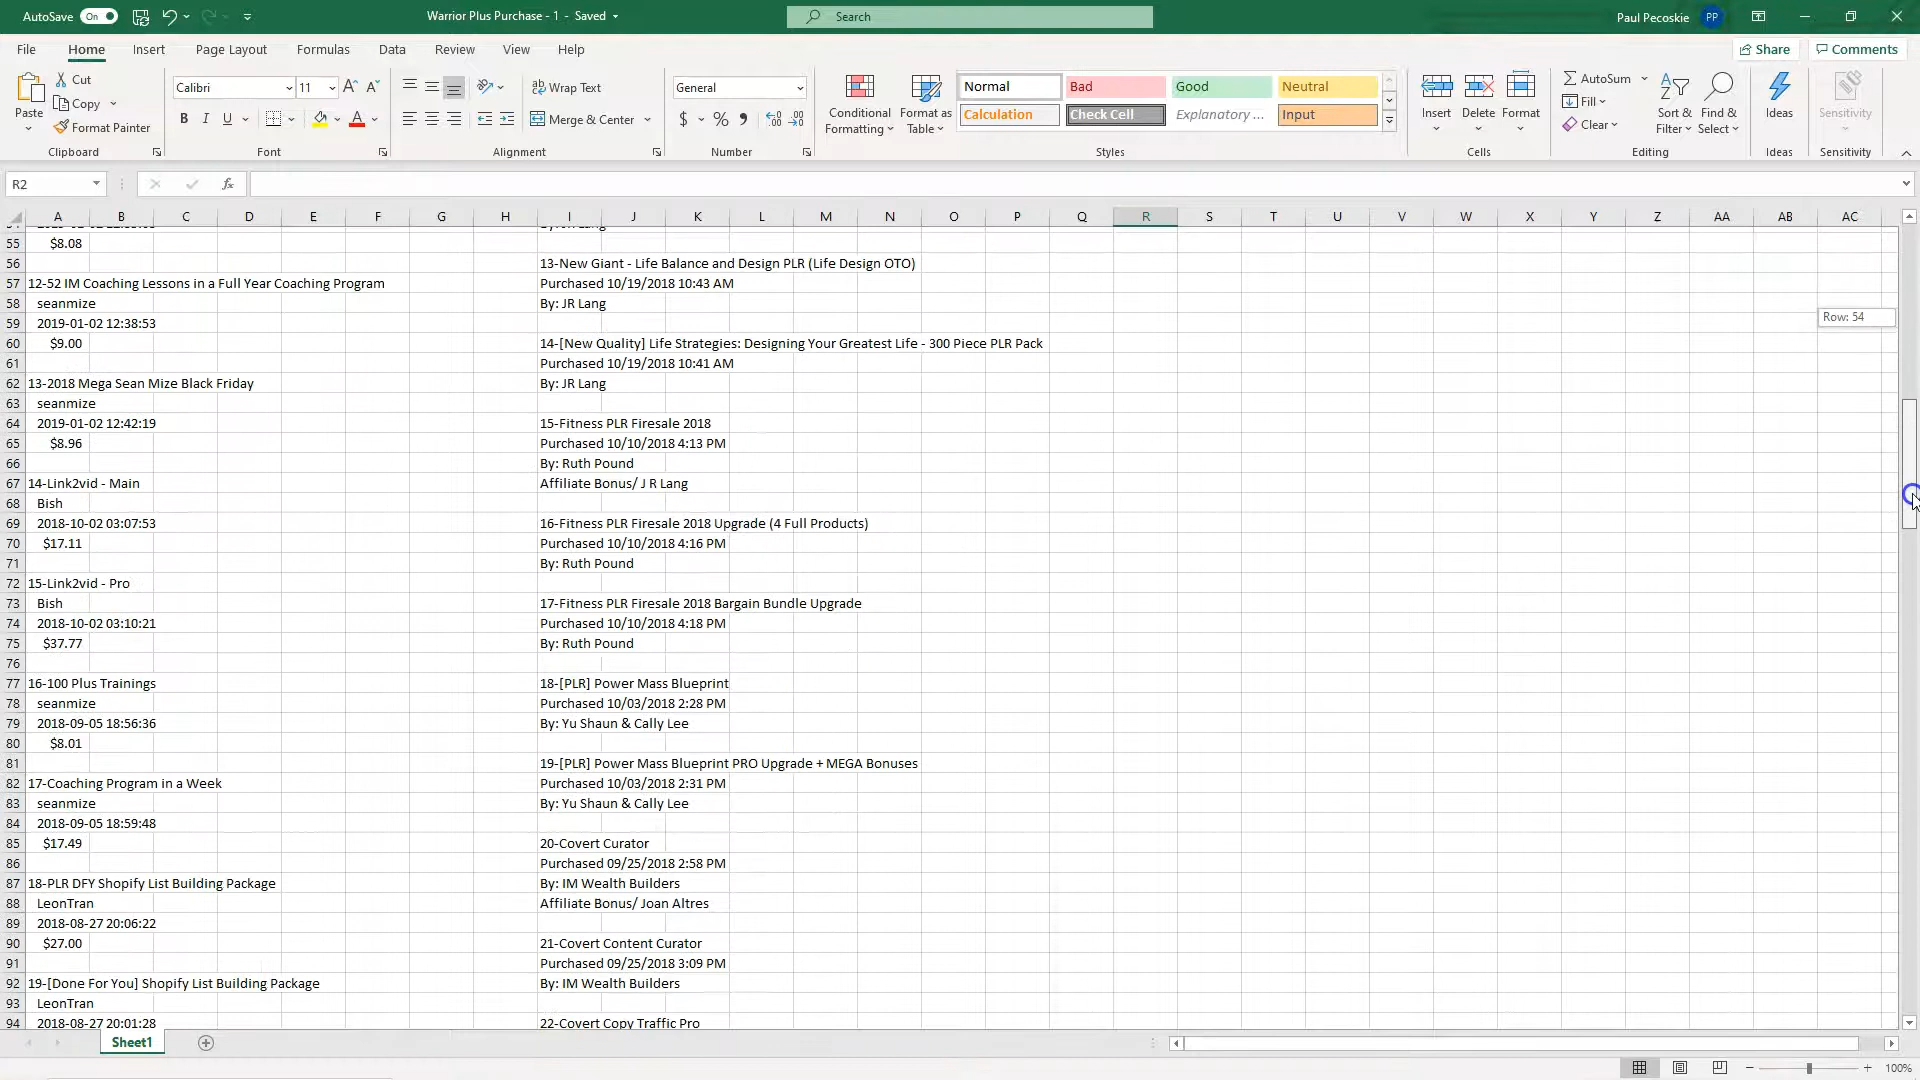 AutoSave On Warrior Plus Purchase - 1 - Saved Search Paul Pecoskie PP
File Home Insert Page Layout Formulas Data Review View Help Share Comments
Paste Cut Copy Format Painter
Calibri 11 B I U A
Wrap Text Merge & Center
General $ % 9
Conditional Formatting Format as Table
Normal Bad Good Neutral
Calculation Check Cell Explanatory ... Input
Insert Delete Format
AutoSum Fill Clear Sort & Filter Find & Select
Ideas Sensitivity
Clipboard Font Alignment Number Styles Cells Editing Ideas Sensitivity
R2 fx
A B C D E F G H I J K L M N O P Q R S T U V W X Y Z AA AB AC
55 $8.08
56 13-New Giant - Life Balance and Design PLR (Life Design OTO)
57 12-52 IM Coaching Lessons in a Full Year Coaching Program Purchased 10/19/2018 10:43 AM
58 seanmize By: JR Lang
59 2019-01-02 12:38:53
Row: 54
60 $9.00 14-[New Quality] Life Strategies: Designing Your Greatest Life - 300 Piece PLR Pack
61 Purchased 10/19/2018 10:41 AM
62 13-2018 Mega Sean Mize Black Friday By: JR Lang
63 seanmize
64 2019-01-02 12:42:19 15-Fitness PLR Firesale 2018
65 $8.96 Purchased 10/10/2018 4:13 PM
66 By: Ruth Pound
67 14-Link2vid - Main Affiliate Bonus/ J R Lang
68 Bish
69 2018-10-02 03:07:53 16-Fitness PLR Firesale 2018 Upgrade (4 Full Products)
70 $17.11 Purchased 10/10/2018 4:16 PM
71 By: Ruth Pound
72 15-Link2vid - Pro
73 Bish 17-Fitness PLR Firesale 2018 Bargain Bundle Upgrade
74 2018-10-02 03:10:21 Purchased 10/10/2018 4:18 PM
75 $37.77 By: Ruth Pound
76
77 16-100 Plus Trainings 18-[PLR] Power Mass Blueprint
78 seanmize Purchased 10/03/2018 2:28 PM
79 2018-09-05 18:56:36 By: Yu Shaun & Cally Lee
80 $8.01
81 19-[PLR] Power Mass Blueprint PRO Upgrade + MEGA Bonuses
82 17-Coaching Program in a Week Purchased 10/03/2018 2:31 PM
83 seanmize By: Yu Shaun & Cally Lee
84 2018-09-05 18:59:48
85 $17.49 20-Covert Curator
86 Purchased 09/25/2018 2:58 PM
87 18-PLR DFY Shopify List Building Package By: IM Wealth Builders
88 LeonTran Affiliate Bonus/ Joan Altres
89 2018-08-27 20:06:22
90 $27.00 21-Covert Content Curator
91 Purchased 09/25/2018 3:09 PM
92 19-[Done For You] Shopify List Building Package By: IM Wealth Builders
93 LeonTran
94 2018-08-27 20:01:28 22-Covert Copy Traffic Pro
Sheet1
100%